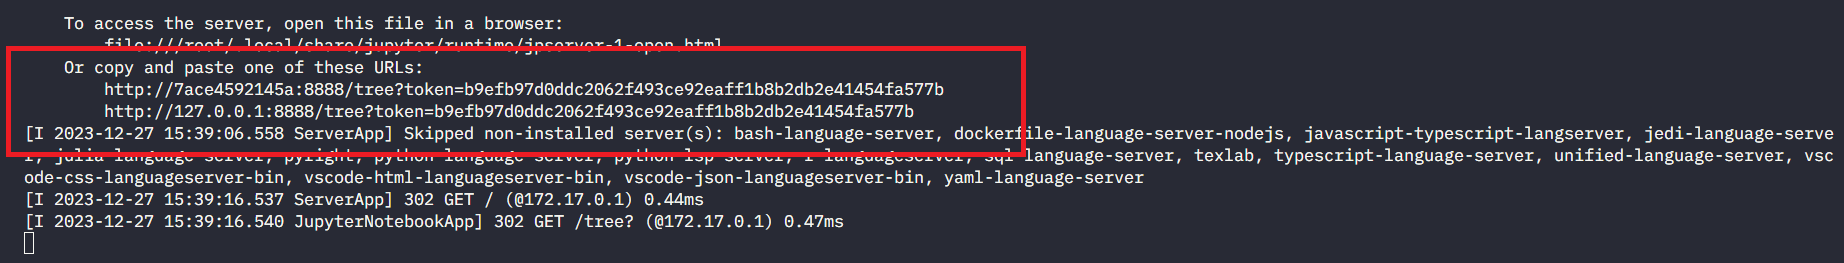 To access the server, open this file in a browser:
file:///root/.local/share/jupyter/runtime/jpserver-1-open.html
Or copy and paste one of these URLs:
http://7ace4592145a:8888/tree?token=b9efb97d0ddc2062f493ce92eaff1b8b2db2e41454fa577b
http://127.0.0.1:8888/tree?token=b9efb97d0ddc2062f493ce92eaff1b8b2db2e41454fa577b
[I 2023-12-27 15:39:06.558 ServerApp] Skipped non-installed server(s): bash-language-server, dockerfile-language-server-nodejs, javascript-typescript-langserver, jedi-language-serve
r, julia-language-server, pyright, python-language-server, python-lsp-server, r-languageserver, sql-language-server, texlab, typescript-language-server, unified-language-server, vsc
ode-css-languageserver-bin, vscode-html-languageserver-bin, vscode-json-languageserver-bin, yaml-language-server
[I 2023-12-27 15:39:16.537 ServerApp] 302 GET / (@172.17.0.1) 0.44ms
[I 2023-12-27 15:39:16.540 JupyterNotebookApp] 302 GET /tree? (@172.17.0.1) 0.47ms